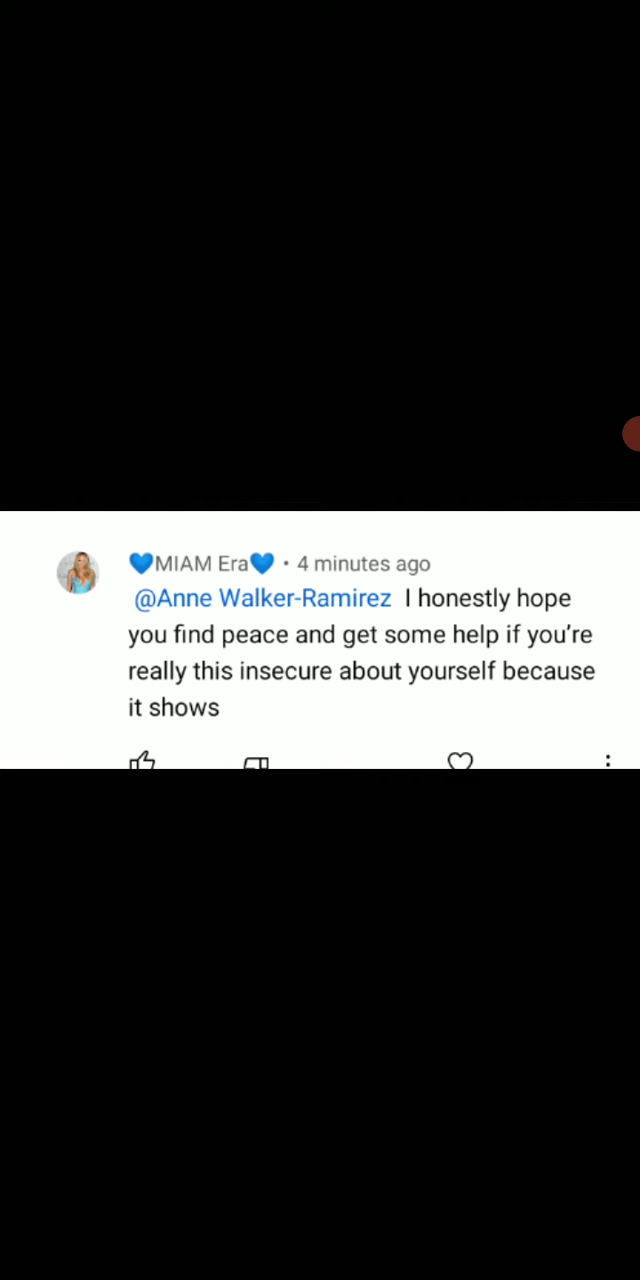 💙MIAM Era💙 • 4 minutes ago
@Anne Walker-Ramirez I honestly hope
you find peace and get some help if you’re
really this insecure about yourself because
it shows